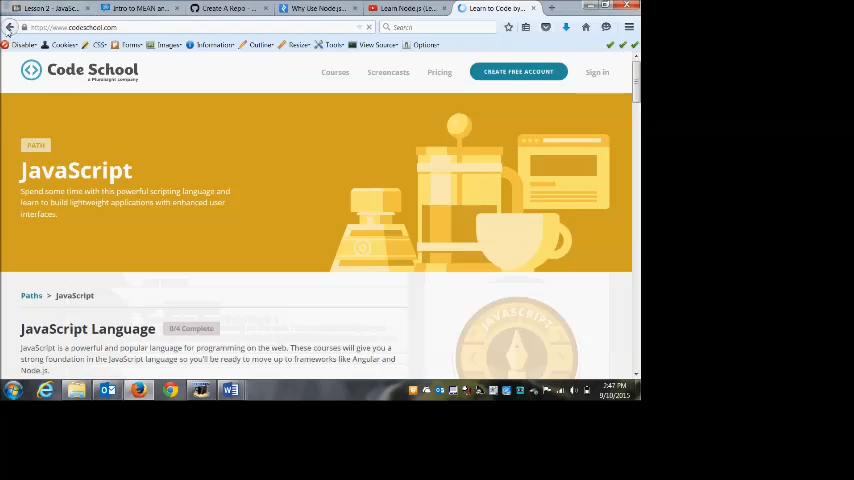 Lesson 2 - JavaSc...
Intro to MEAN an...
Create A Repo - ...
Why Use Node.js...
Learn Node.js (Le...
Learn to Code by...
https://www.codeschool.com
Search
Disable Cookies CSS Forms Images Information Outline Resize Tools View Source Options
Code School
a Pluralsight company
Courses
Screencasts
Pricing
CREATE FREE ACCOUNT
Sign in
PATH
JavaScript
Spend some time with this powerful scripting language and
learn to build lightweight applications with enhanced user
interfaces.
Paths > JavaScript
JavaScript Language
0/4 Complete
JavaScript is a powerful and popular language for programming on the web. These courses will give you a
strong foundation in the JavaScript language so you'll be ready to move up to frameworks like Angular and
Node.js.
JAVASCRIPT
2:47 PM
9/10/2015